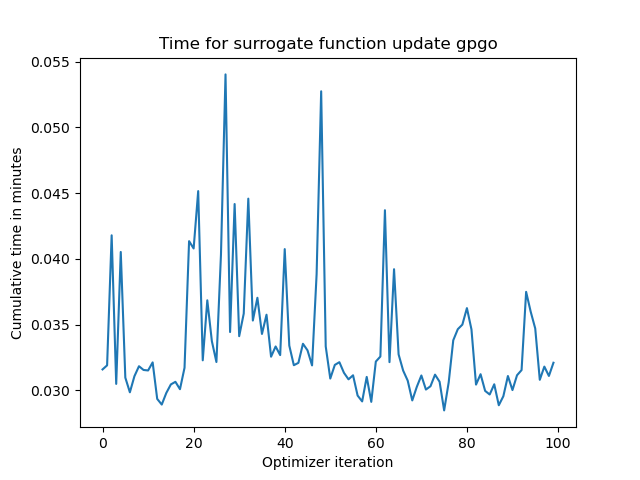 Time for surrogate function update gpgo
Cumulative time in minutes
0.055
0.050
0.045
0.040
0.035
0.030
0 20 40 60 80 100
Optimizer iteration